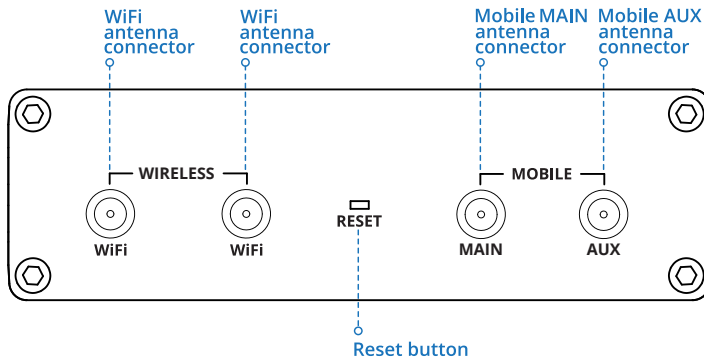 WiFi
antenna
connector
WiFi
antenna
connector
Mobile MAIN
antenna
connector
Mobile AUX
antenna
connector
WIRELESS
MOBILE
WiFi
WiFi
RESET
MAIN
AUX
Reset button